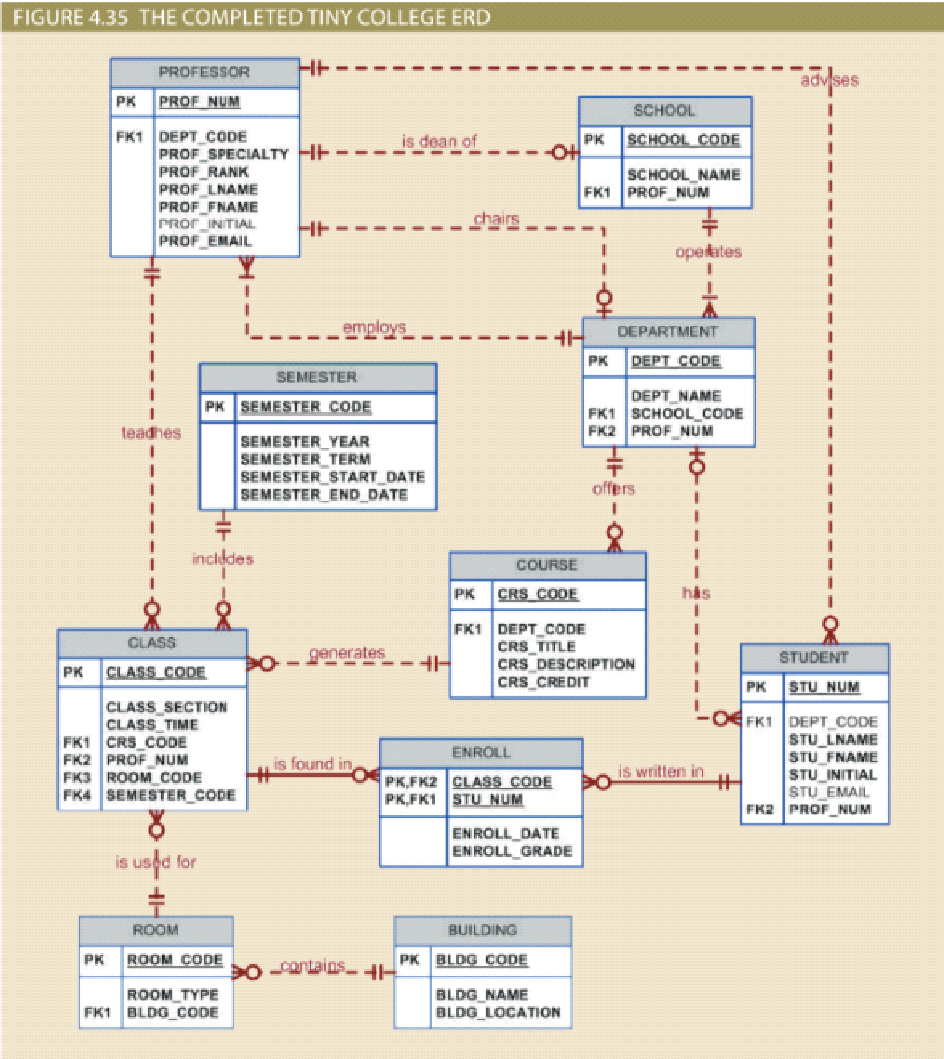 FIGURE 4.35 THE COMPLETED TINY COLLEGE ERD
PROFESSOR
PK PROF_NUM
FK1 DEPT_CODE
PROF_SPECIALTY
PROF_RANK
PROF_LNAME
PROF_FNAME
PROF_INITIAL
PROF_EMAIL
advises
is dean of
SCHOOL
PK SCHOOL_CODE
SCHOOL_NAME
FK1 PROF_NUM
chairs
operates
employs
DEPARTMENT
PK DEPT_CODE
DEPT_NAME
FK1 SCHOOL_CODE
FK2 PROF_NUM
SEMESTER
PK SEMESTER_CODE
SEMESTER_YEAR
SEMESTER_TERM
SEMESTER_START_DATE
SEMESTER_END_DATE
teaches
includes
offers
has
COURSE
PK CRS_CODE
FK1 DEPT_CODE
CRS_TITLE
CRS_DESCRIPTION
CRS_CREDIT
generates
CLASS
PK CLASS_CODE
CLASS_SECTION
CLASS_TIME
FK1 CRS_CODE
FK2 PROF_NUM
FK3 ROOM_CODE
FK4 SEMESTER_CODE
STUDENT
PK STU_NUM
FK1 DEPT_CODE
STU_LNAME
STU_FNAME
STU_INITIAL
STU_EMAIL
FK2 PROF_NUM
is found in
ENROLL
PK,FK2 CLASS_CODE
PK,FK1 STU_NUM
ENROLL_DATE
ENROLL_GRADE
is written in
is used for
ROOM
PK ROOM_CODE
ROOM_TYPE
FK1 BLDG_CODE
contains
BUILDING
PK BLDG_CODE
BLDG_NAME
BLDG_LOCATION